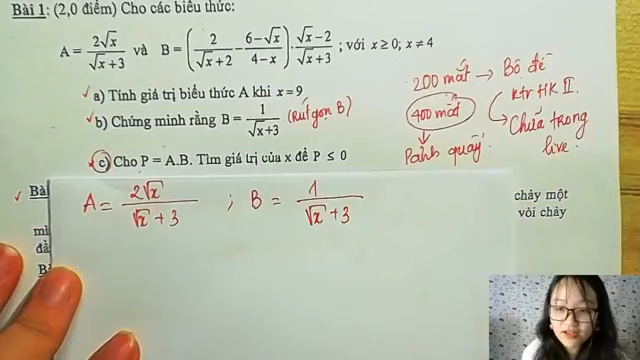 Bài 1: (2,0 điểm) Cho các biểu thức:
A = 2√x / √x+3 và B = (2 / √x+2 − 6−√x / 4−x) . √x−2 / √x+3 ; với x ≥ 0; x ≠ 4
a) Tính giá trị biểu thức A khi x = 9
b) Chứng minh rằng B = 1 / √x+3 (Rút gọn B)
c) Cho P = A.B. Tìm giá trị của x để P ≤ 0
200 mắt → Bộ đề
Ktr HK II.
400 mắt
Chữa trong live.
Pánh quẩy
Bài
A = 2√x / √x + 3 ; B = 1 / √x + 3
chảy một
vòi chảy